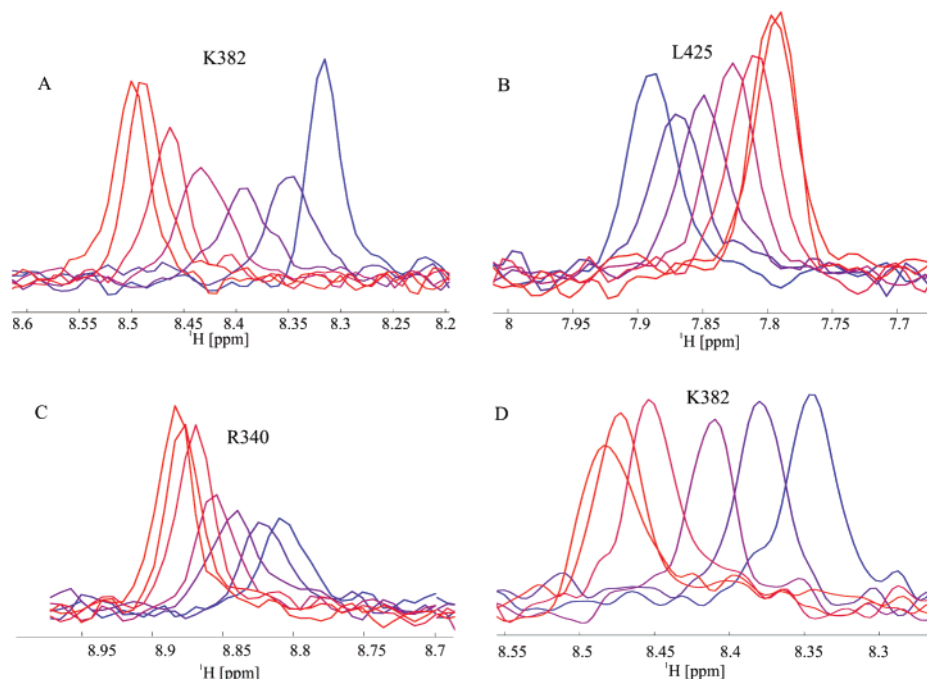 A
K382
8.6 8.55 8.5 8.45 8.4 8.35 8.3 8.25 8.2
¹H [ppm]
B
L425
8 7.95 7.9 7.85 7.8 7.75 7.7
¹H [ppm]
C
R340
8.95 8.9 8.85 8.8 8.75 8.7
¹H [ppm]
D
K382
8.55 8.5 8.45 8.4 8.35 8.3
¹H [ppm]